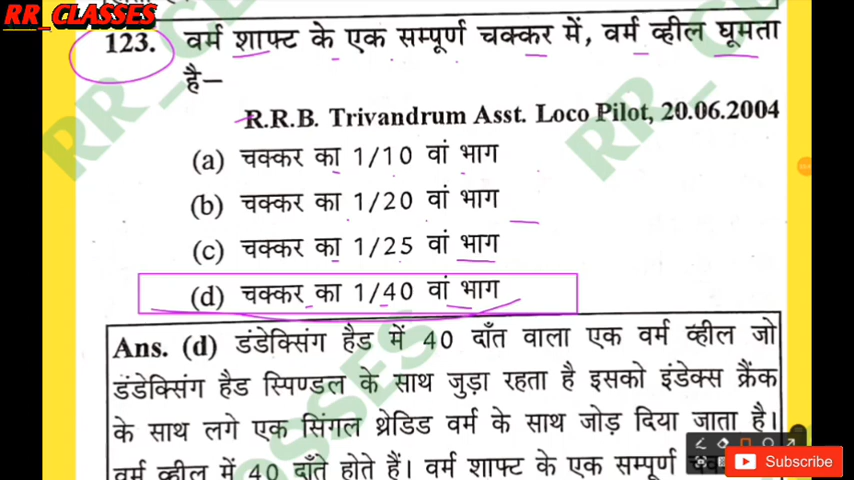 RR_CLASSES
123. वर्म शाफ्ट के एक सम्पूर्ण चक्कर में, वर्म व्हील घूमता
है–
R.R.B. Trivandrum Asst. Loco Pilot, 20.06.2004
(a) चक्कर का 1/10 वां भाग
(b) चक्कर का 1/20 वां भाग
(c) चक्कर का 1/25 वां भाग
(d) चक्कर का 1/40 वां भाग
Ans. (d) डंडेक्सिंग हैड में 40 दाँत वाला एक वर्म व्हील जो
डंडेक्सिंग हैड स्पिण्डल के साथ जुड़ा रहता है इसको इंडेक्स क्रैंक
के साथ लगे एक सिंगल थ्रेडिड वर्म के साथ जोड़ दिया जाता है।
वर्म व्हील में 40 दाँते होते हैं। वर्म शाफ्ट के एक सम्पूर्ण
Subscribe